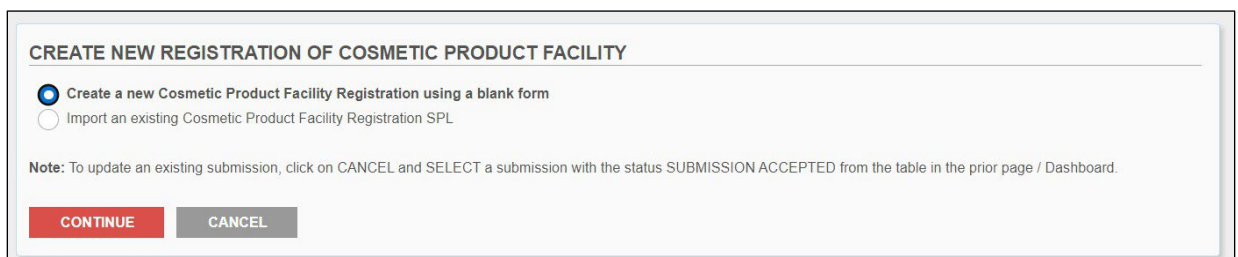 CREATE NEW REGISTRATION OF COSMETIC PRODUCT FACILITY
Create a new Cosmetic Product Facility Registration using a blank form
Import an existing Cosmetic Product Facility Registration SPL
Note: To update an existing submission, click on CANCEL and SELECT a submission with the status SUBMISSION ACCEPTED from the table in the prior page / Dashboard.
CONTINUE CANCEL